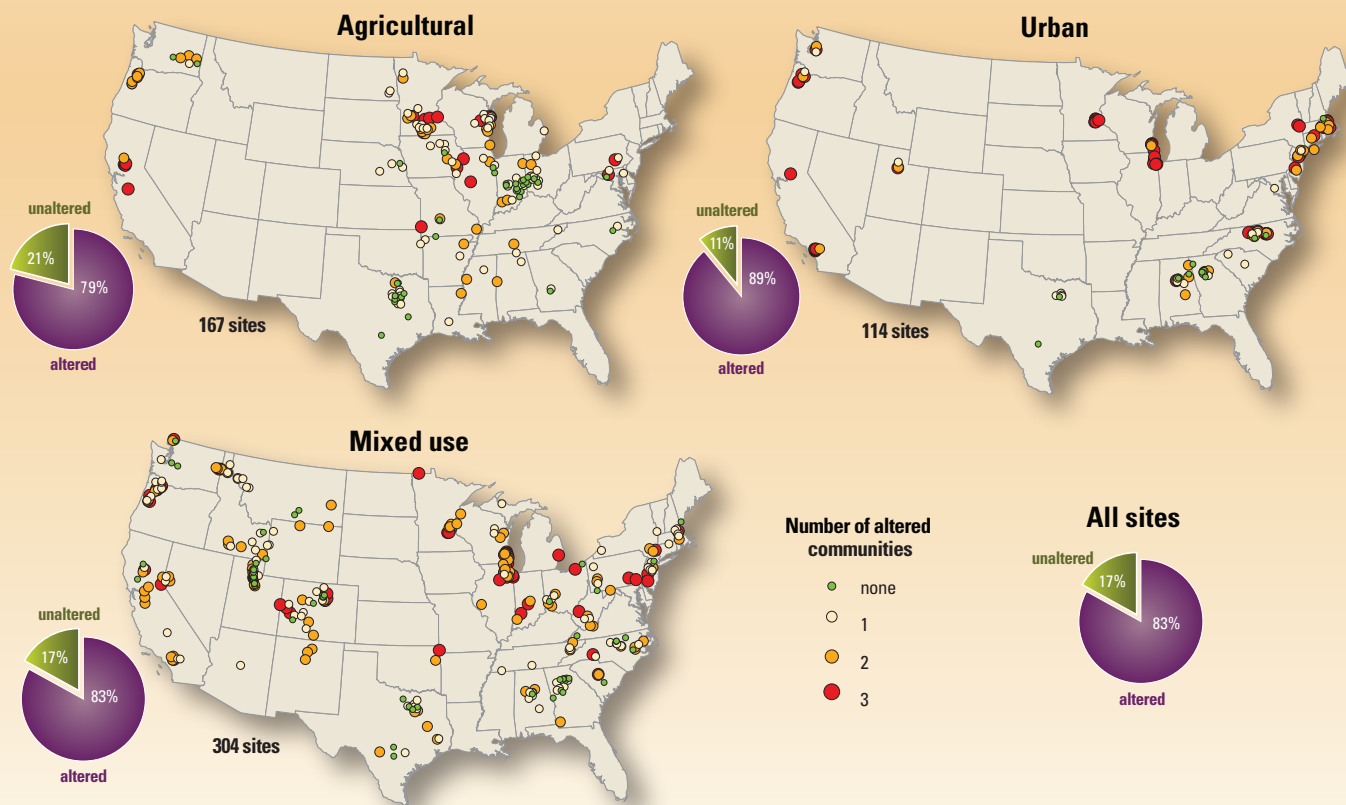 Agricultural
unaltered
21%
79%
altered
167 sites
Urban
unaltered
11%
89%
altered
114 sites
Mixed use
unaltered
17%
83%
altered
304 sites
Number of altered
communities
none
1
2
3
All sites
unaltered
17%
83%
altered